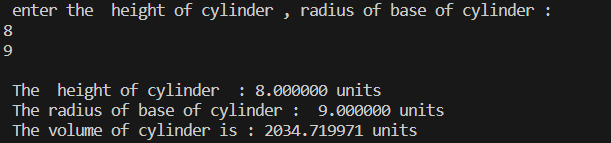 enter the  height of cylinder , radius of base of cylinder :
8
9
The  height of cylinder  : 8.000000 units
The radius of base of cylinder :  9.000000 units
The volume of cylinder is : 2034.719971 units